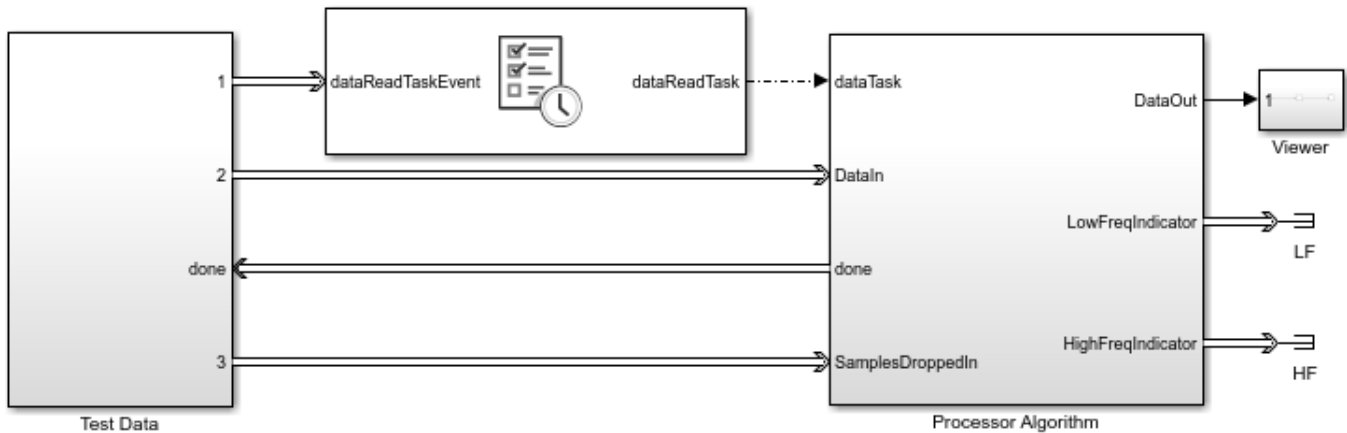 1
dataReadTaskEvent
dataReadTask
dataTask
DataOut
1
Viewer
2
DataIn
LowFreqIndicator
LF
done
done
HighFreqIndicator
HF
3
SamplesDroppedIn
Test Data
Processor Algorithm